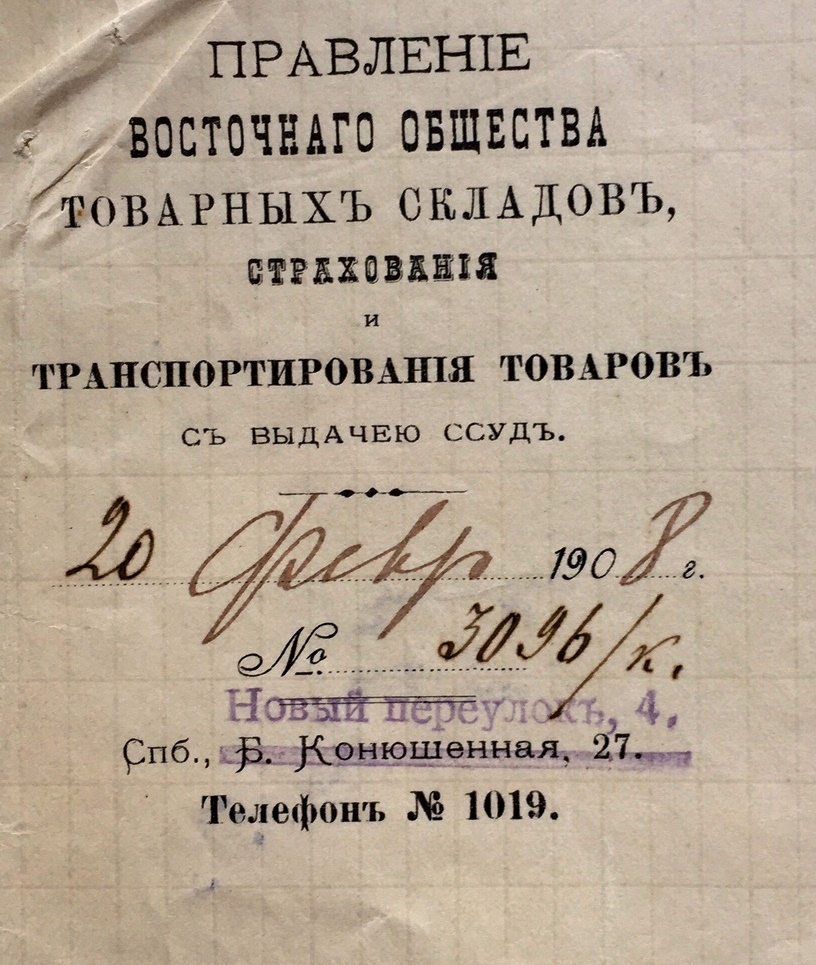 ПРАВЛЕНІЕ
ВОСТОЧНАГО ОБЩЕСТВА
ТОВАРНЫХЪ СКЛАДОВЪ,
СТРАХОВАНІЯ
и
ТРАНСПОРТИРОВАНІЯ ТОВАРОВЪ
СЪ ВЫДАЧЕЮ ССУДЪ.
20 Февр 1908 г.
№ 3096/к.
Новый переулокъ, 4.
Спб., Б. Конюшенная, 27.
Телефонъ № 1019.